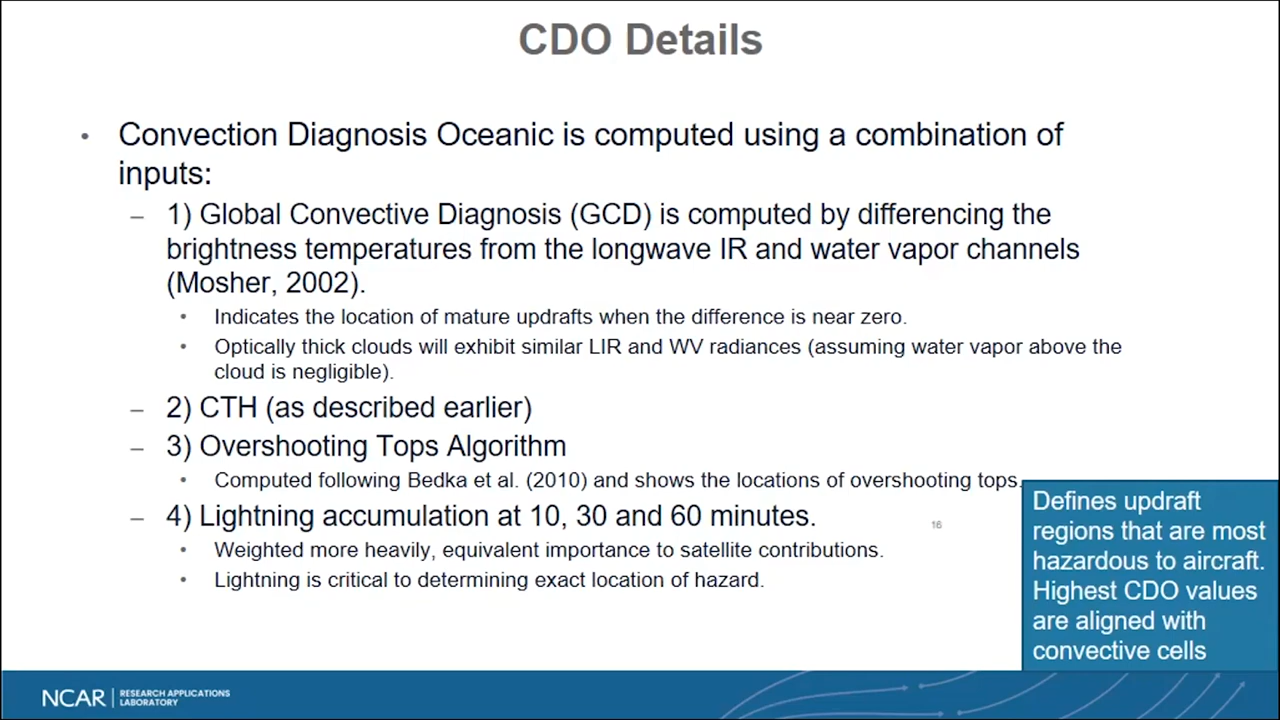 CDO Details
• Convection Diagnosis Oceanic is computed using a combination of
inputs:
– 1) Global Convective Diagnosis (GCD) is computed by differencing the
brightness temperatures from the longwave IR and water vapor channels
(Mosher, 2002).
• Indicates the location of mature updrafts when the difference is near zero.
• Optically thick clouds will exhibit similar LIR and WV radiances (assuming water vapor above the
cloud is negligible).
– 2) CTH (as described earlier)
– 3) Overshooting Tops Algorithm
• Computed following Bedka et al. (2010) and shows the locations of overshooting tops.
– 4) Lightning accumulation at 10, 30 and 60 minutes.
16
• Weighted more heavily, equivalent importance to satellite contributions.
• Lightning is critical to determining exact location of hazard.
Defines updraft
regions that are most
hazardous to aircraft.
Highest CDO values
are aligned with
convective cells
NCAR
RESEARCH APPLICATIONS
LABORATORY